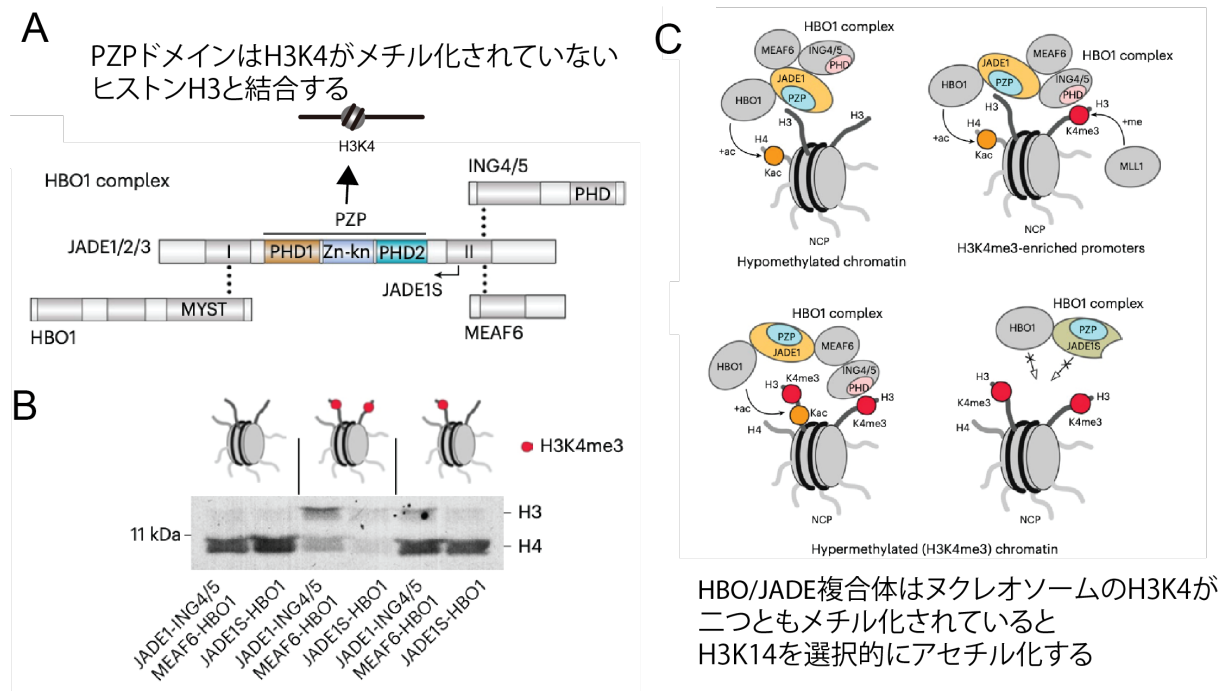 A
PZPドメインはH3K4がメチル化されていない
ヒストンH3と結合する
H3K4
HBO1 complex
ING4/5
PHD
PZP
JADE1/2/3
I
PHD1
Zn-kn
PHD2
II
JADE1S
MYST
HBO1
MEAF6
B
H3K4me3
H3
11 kDa
H4
JADE1-ING4/5
MEAF6-HBO1
JADE1S-HBO1
JADE1-ING4/5
MEAF6-HBO1
JADE1S-HBO1
JADE1-ING4/5
MEAF6-HBO1
JADE1S-HBO1
C
HBO1 complex
MEAF6
ING4/5
PHD
JADE1
PZP
HBO1
H3
H3
H4
+ac
Kac
NCP
Hypomethylated chromatin
HBO1 complex
MEAF6
JADE1
PZP
ING4/5
PHD
HBO1
H3
H3
K4me3
+me
H4
+ac
Kac
MLL1
NCP
H3K4me3-enriched promoters
HBO1 complex
PZP
JADE1
MEAF6
HBO1
ING4/5
PHD
K4me3
H3
H3
+ac
Kac
K4me3
H4
NCP
HBO1 complex
HBO1
PZP
JADE1S
H3
K4me3
H3
K4me3
H4
NCP
Hypermethylated (H3K4me3) chromatin
HBO/JADE複合体はヌクレオソームのH3K4が
二つともメチル化されていると
H3K14を選択的にアセチル化する